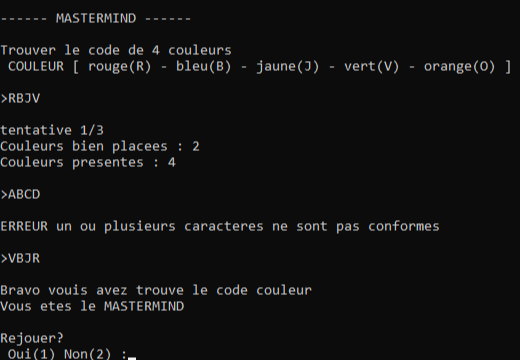 ------ MASTERMIND ------
Trouver le code de 4 couleurs
COULEUR [ rouge(R) - bleu(B) - jaune(J) - vert(V) - orange(O) ]
>RBJV
tentative 1/3
Couleurs bien placees : 2
Couleurs presentes : 4
>ABCD
ERREUR un ou plusieurs caracteres ne sont pas conformes
>VBJR
Bravo vouis avez trouve le code couleur
Vous etes le MASTERMIND
Rejouer?
Oui(1) Non(2) :